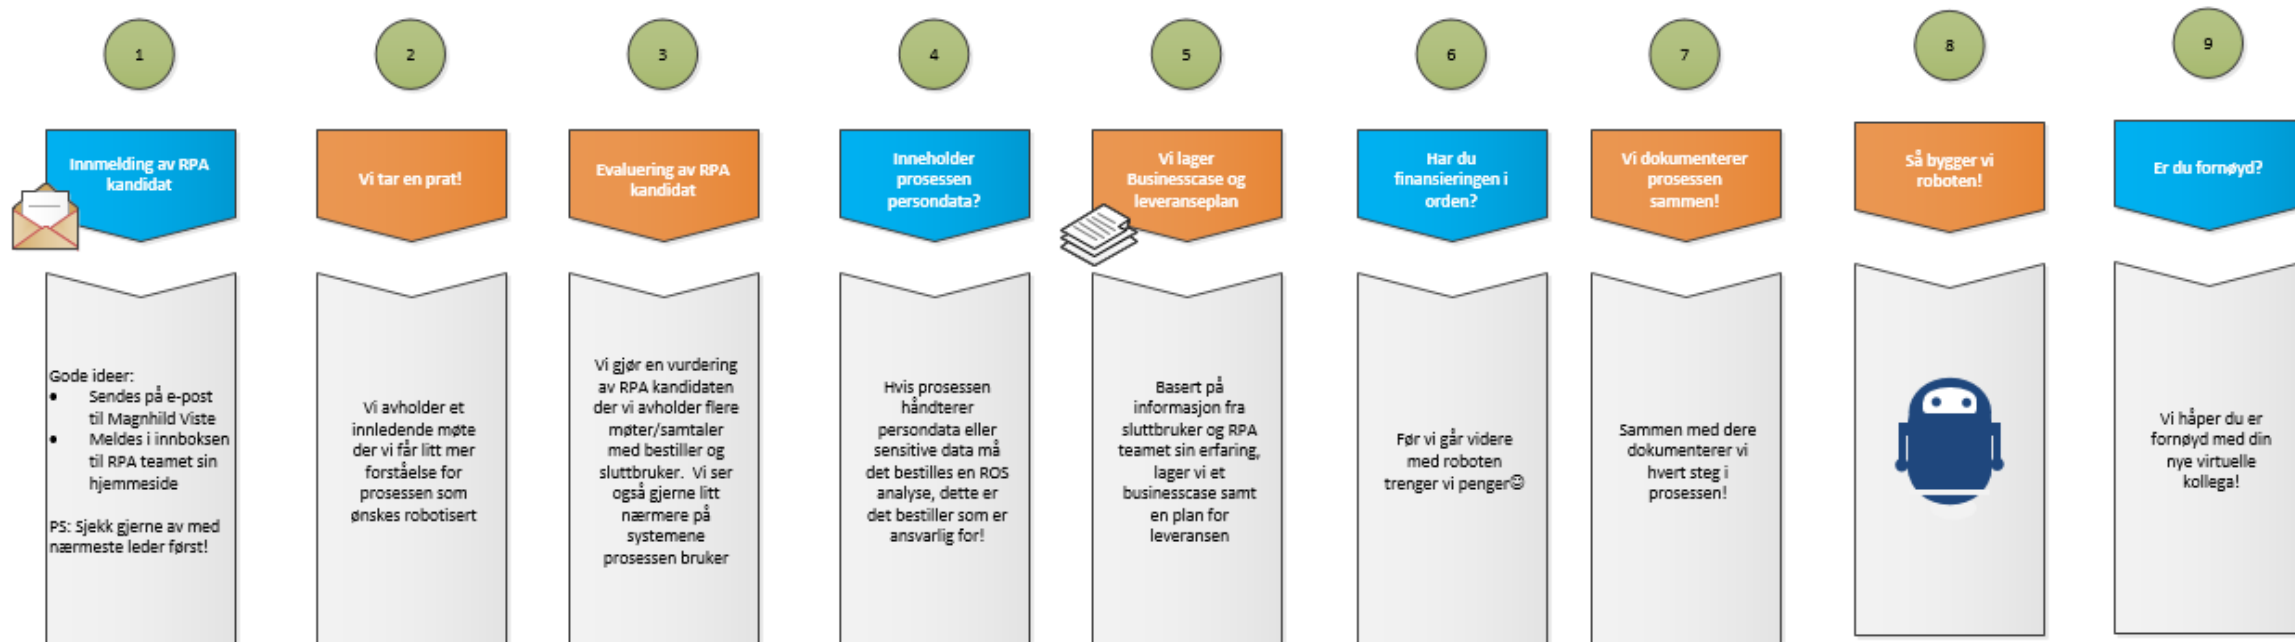 1
Innmelding av RPA
kandidat
Gode ideer:
• Sendes på e-post
til Magnhild Viste
• Meldes i innboksen
til RPA teamet sin
hjemmeside
PS: Sjekk gjerne av med
nærmeste leder først!
2
Vi tar en prat!
Vi avholder et
innledende møte
der vi får litt mer
forståelse for
prosessen som
ønskes robotisert
3
Evaluering av RPA
kandidat
Vi gjør en vurdering
av RPA kandidaten
der vi avholder flere
møter/samtaler
med bestiller og
sluttbruker. Vi ser
også gjerne litt
nærmere på
systemene
prosessen bruker
4
Inneholder
prosessen
persondata?
Hvis prosessen
håndterer
persondata eller
sensitive data må
det bestilles en ROS
analyse, dette er
det bestiller som er
ansvarlig for!
5
Vi lager
Businesscase og
leveranseplan
Basert på
informasjon fra
sluttbruker og RPA
teamet sin erfaring,
lager vi et
businesscase samt
en plan for
leveransen
6
Har du
finansieringen i
orden?
Før vi går videre
med roboten
trenger vi penger☺
7
Vi dokumenterer
prosessen
sammen!
Sammen med dere
dokumenterer vi
hvert steg i
prosessen!
8
Så bygger vi
roboten!
9
Er du fornøyd?
Vi håper du er
fornøyd med din
nye virtuelle
kollega!